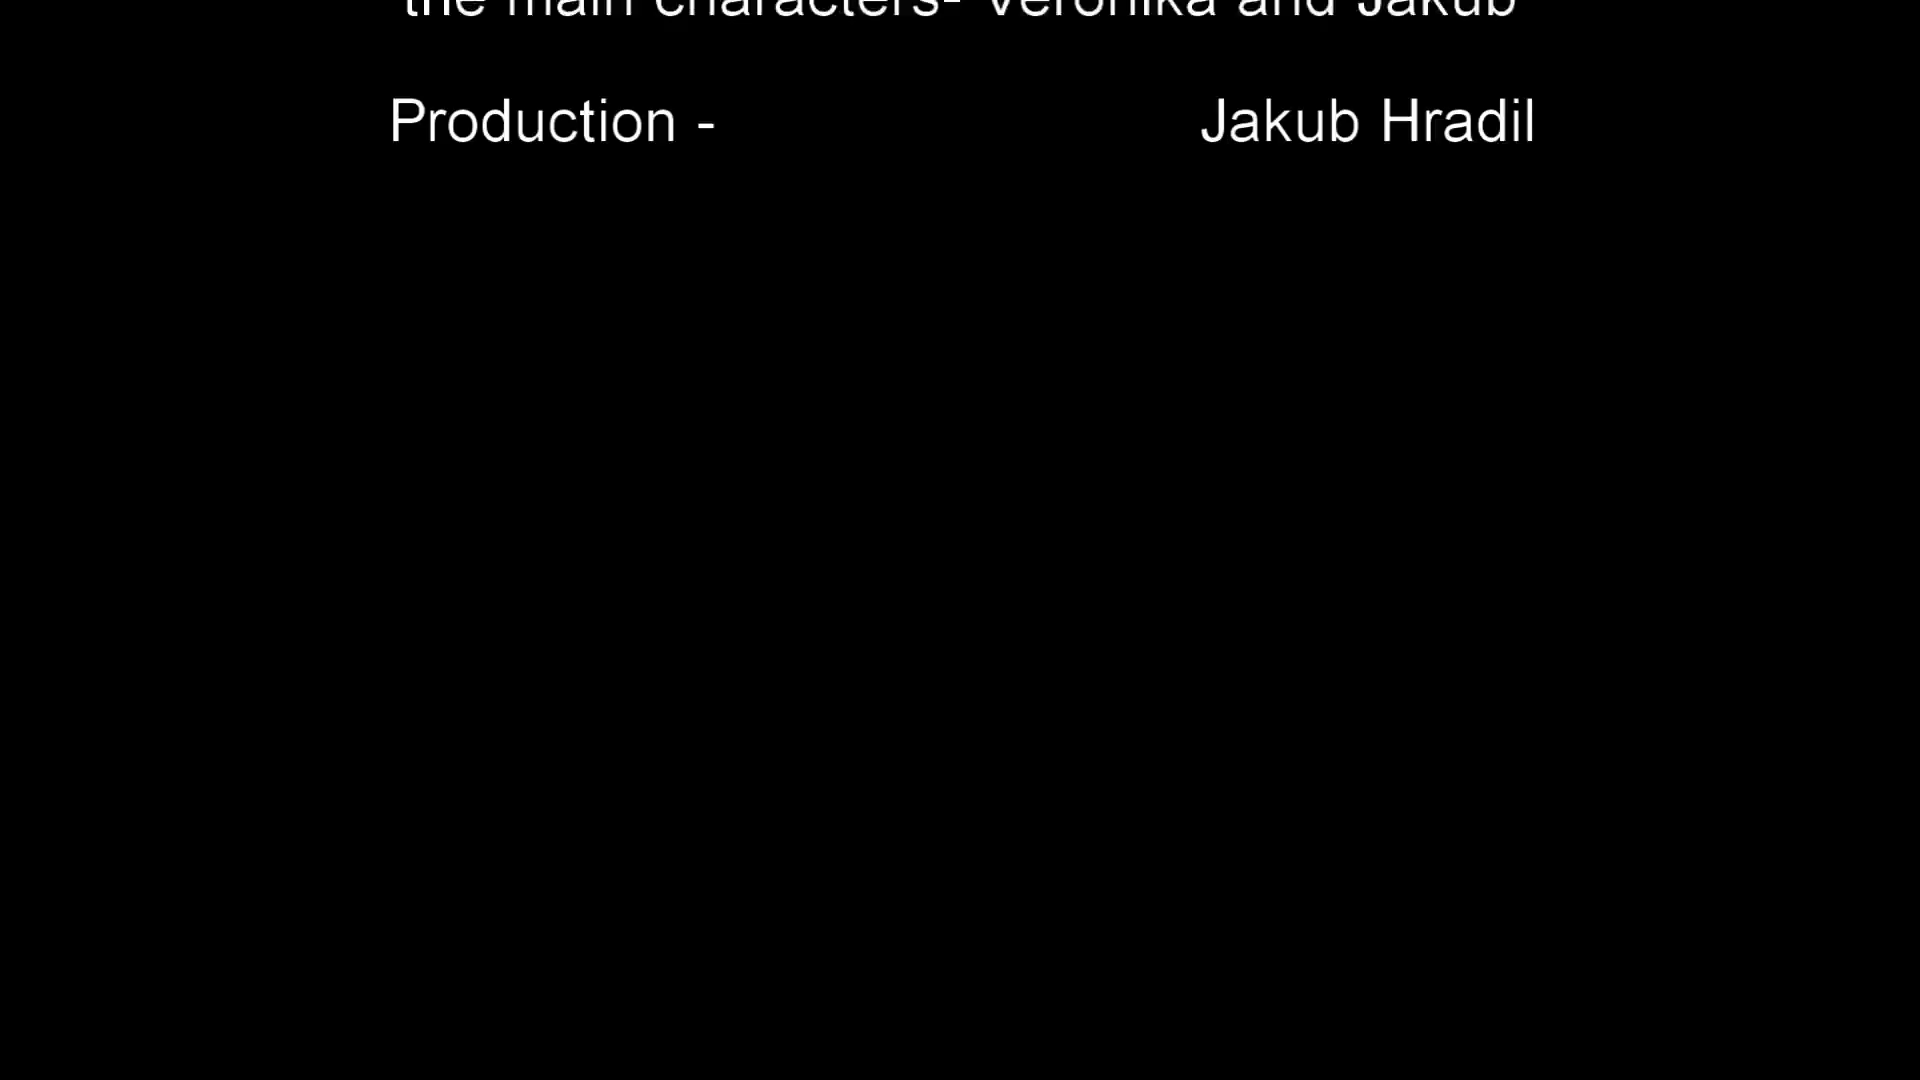 the main characters- Veronika and Jakub
Production - Jakub Hradil